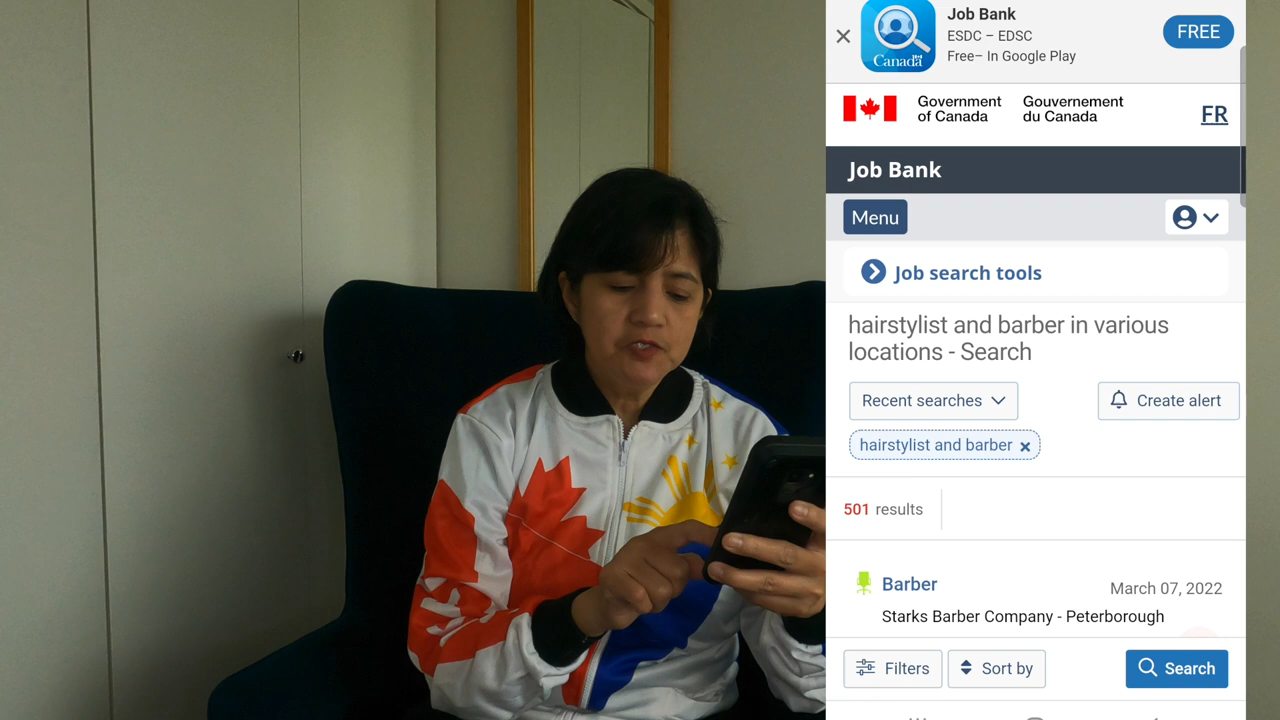 Job Bank
ESDC – EDSC
Free– In Google Play
FREE
Canada
Government
of Canada
Gouvernement
du Canada
FR
Job Bank
Menu
Job search tools
hairstylist and barber in various
locations - Search
Recent searches
Create alert
hairstylist and barber
501 results
Barber
March 07, 2022
Starks Barber Company - Peterborough
Filters
Sort by
Search